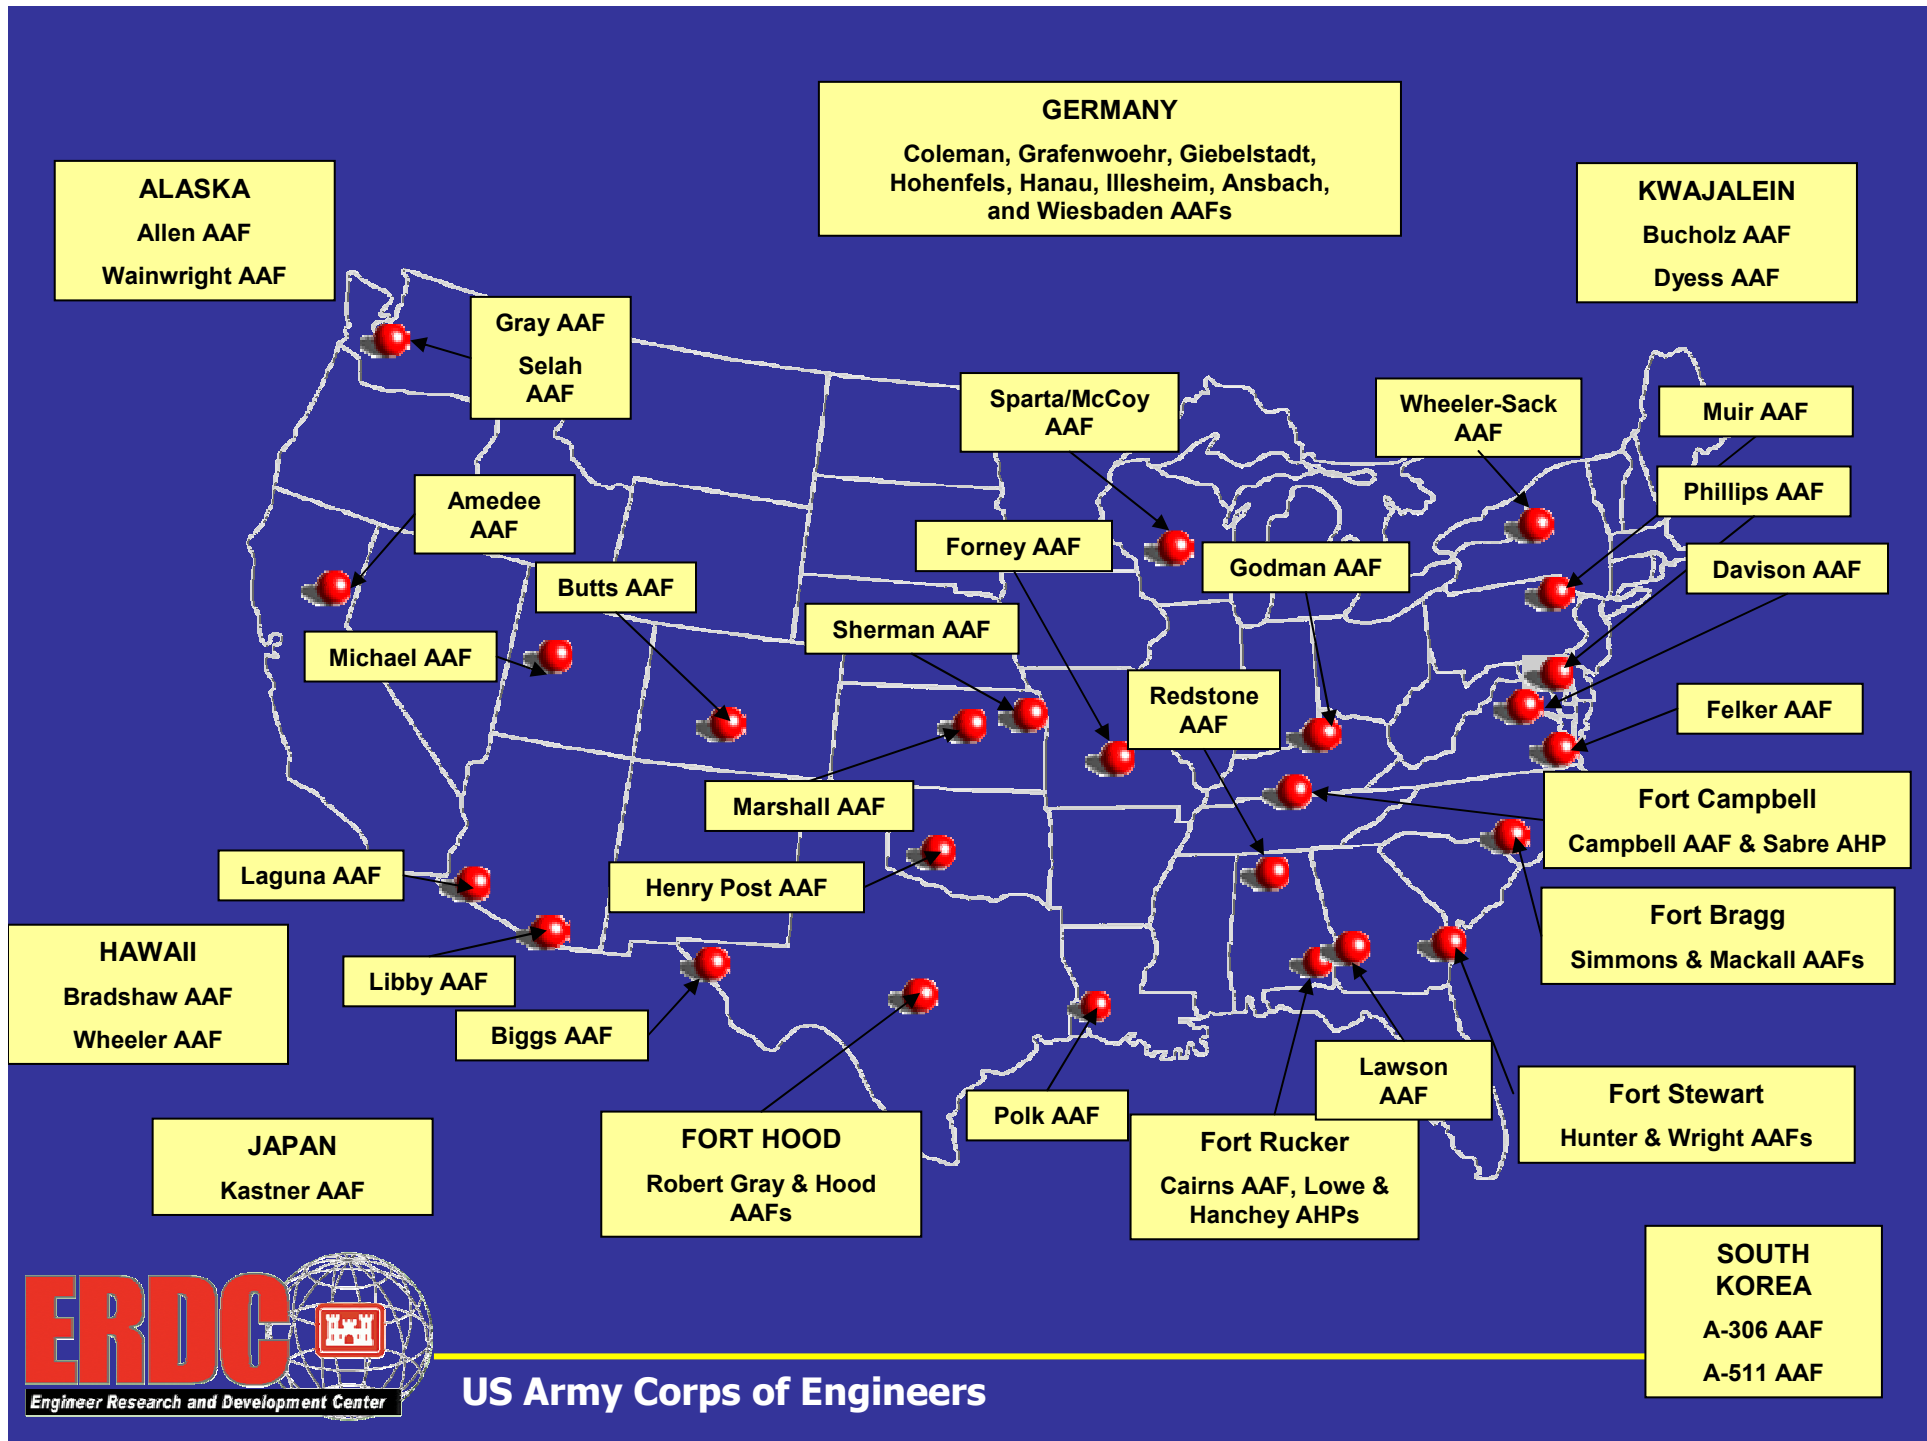 GERMANY
Coleman, Grafenwoehr, Giebelstadt,
Hohenfels, Hanau, Illesheim, Ansbach,
and Wiesbaden AAFs
ALASKA
Allen AAF
Wainwright AAF
KWAJALEIN
Bucholz AAF
Dyess AAF
Gray AAF
Selah
AAF
Sparta/McCoy
AAF
Wheeler-Sack
AAF
Muir AAF
Phillips AAF
Amedee
AAF
Forney AAF
Godman AAF
Davison AAF
Butts AAF
Sherman AAF
Michael AAF
Redstone
AAF
Felker AAF
Marshall AAF
Fort Campbell
Campbell AAF & Sabre AHP
Laguna AAF
Henry Post AAF
Fort Bragg
Simmons & Mackall AAFs
HAWAII
Bradshaw AAF
Wheeler AAF
Libby AAF
Biggs AAF
Lawson
AAF
Polk AAF
Fort Stewart
Hunter & Wright AAFs
JAPAN
Kastner AAF
FORT HOOD
Robert Gray & Hood
AAFs
Fort Rucker
Cairns AAF, Lowe &
Hanchey AHPs
SOUTH
KOREA
A-306 AAF
A-511 AAF
ERDC
Engineer Research and Development Center
US Army Corps of Engineers